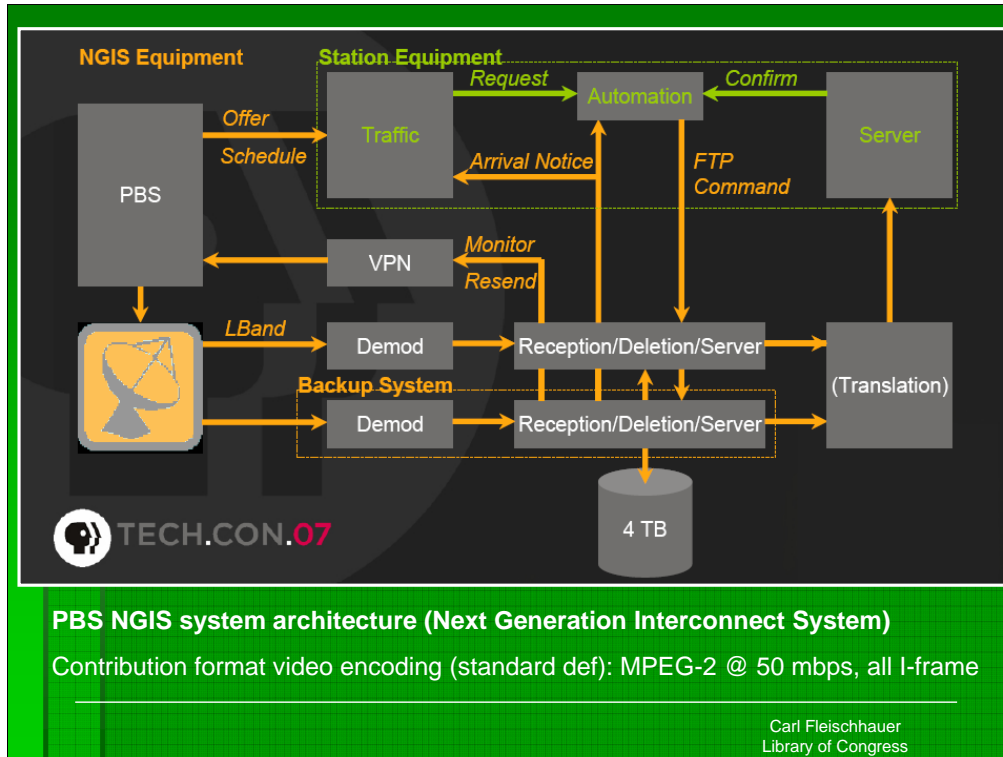 NGIS Equipment
Station Equipment
Request
Confirm
Automation
Offer
Schedule
Traffic
Server
Arrival Notice
FTP
Command
PBS
Monitor
VPN
Resend
LBand
Demod
Reception/Deletion/Server
(Translation)
Backup System
Demod
Reception/Deletion/Server
4 TB
TECH.CON.07
PBS NGIS system architecture (Next Generation Interconnect System)
Contribution format video encoding (standard def): MPEG-2 @ 50 mbps, all I-frame
Carl Fleischhauer
Library of Congress